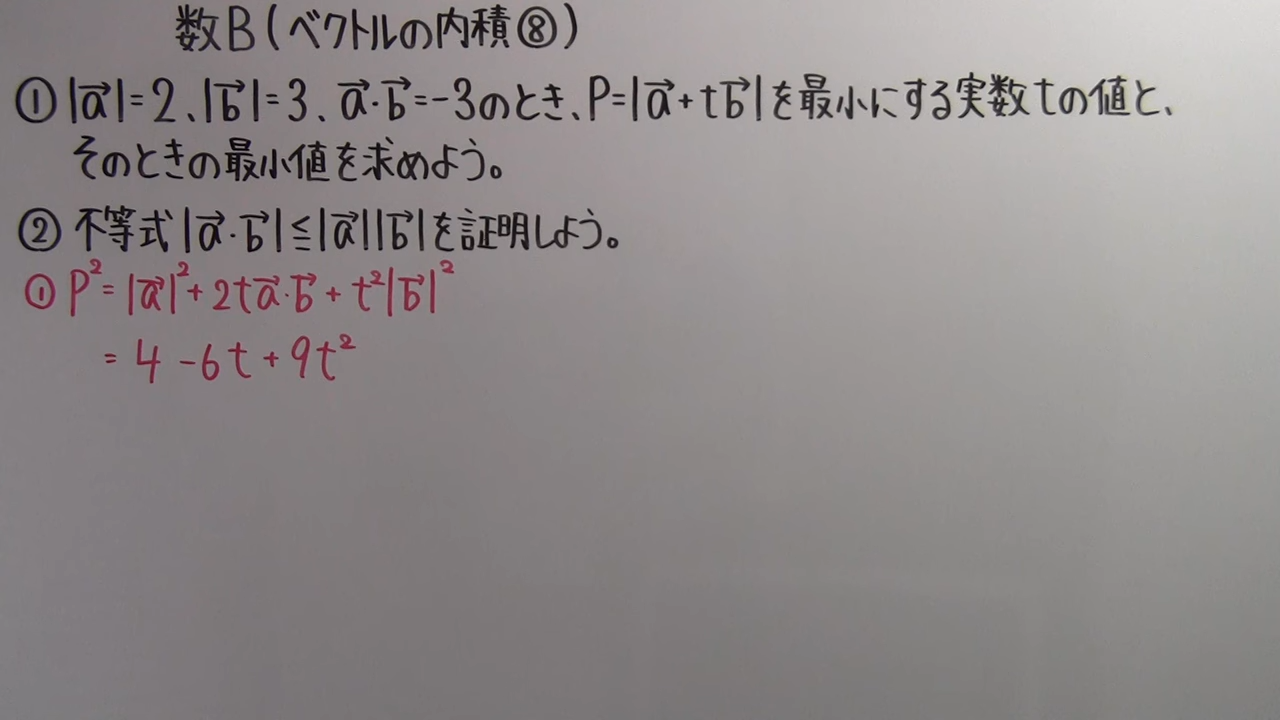 数B(ベクトルの内積⑧)
①|a⃗|=2、|b⃗|=3、a⃗·b⃗=-3のとき、P=|a⃗+tb⃗|を最小にする実数tの値と、
そのときの最小値を求めよう。
②不等式|a⃗·b⃗|≦|a⃗||b⃗|を証明しよう。
①P²=|a⃗|²+2ta⃗·b⃗+t²|b⃗|²
=4-6t+9t²